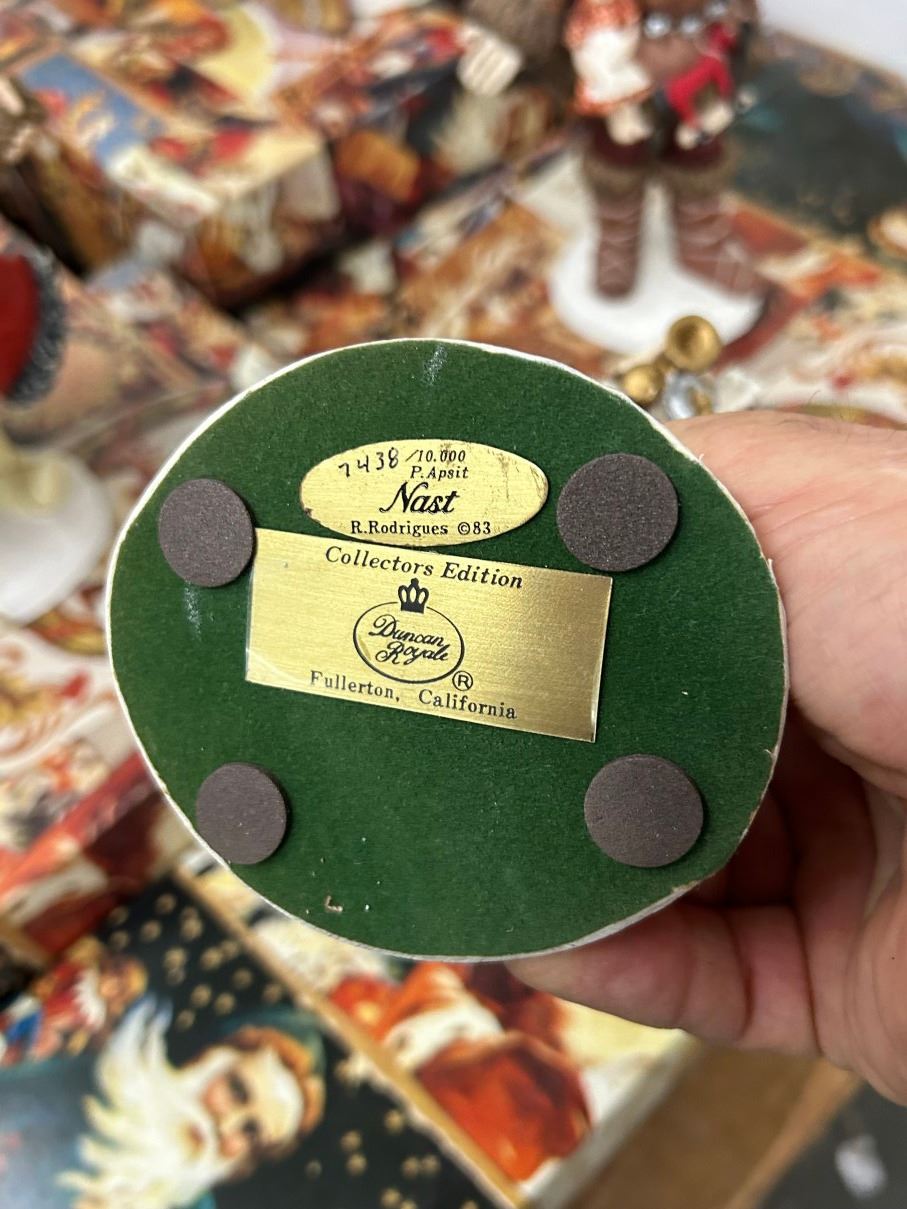 7438/10.000
P.Apsit
Nast
R.Rodrigues ©83
Collectors Edition
Duncan
Royale
®
Fullerton, California